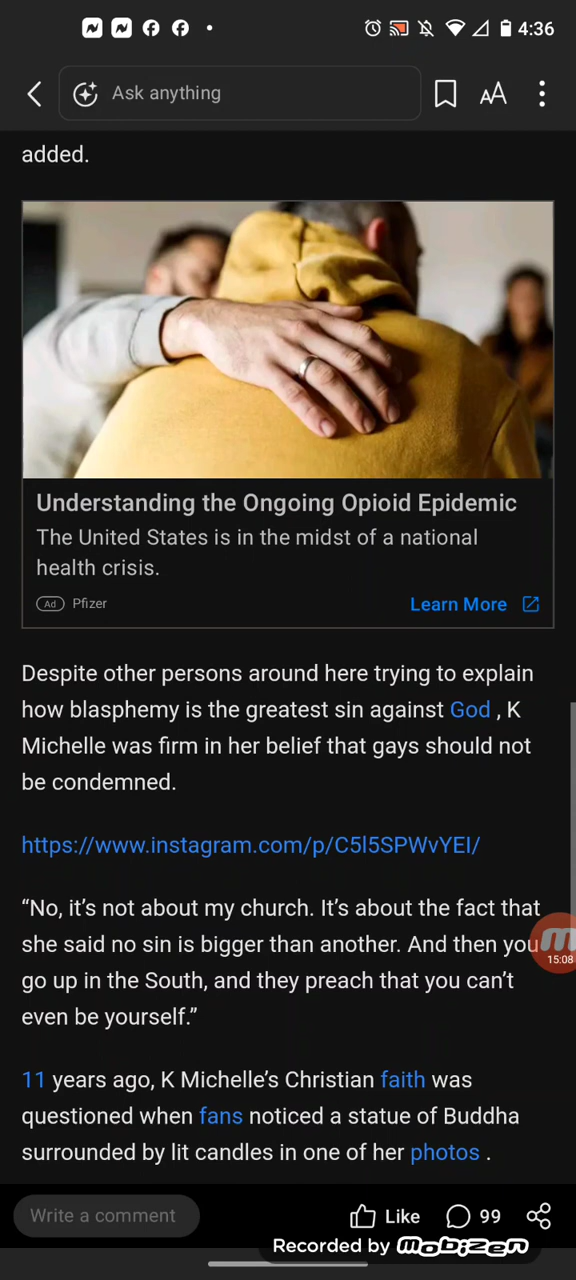 4:36
Ask anything
added.
Understanding the Ongoing Opioid Epidemic
The United States is in the midst of a national
health crisis.
Ad Pfizer
Learn More
Despite other persons around here trying to explain
how blasphemy is the greatest sin against God , K
Michelle was firm in her belief that gays should not
be condemned.
https://www.instagram.com/p/C5l5SPWvYEI/
“No, it’s not about my church. It’s about the fact that
she said no sin is bigger than another. And then you
go up in the South, and they preach that you can’t
even be yourself.”
15:08
11 years ago, K Michelle’s Christian faith was
questioned when fans noticed a statue of Buddha
surrounded by lit candles in one of her photos .
Write a comment
Like
99
Recorded by mobizen